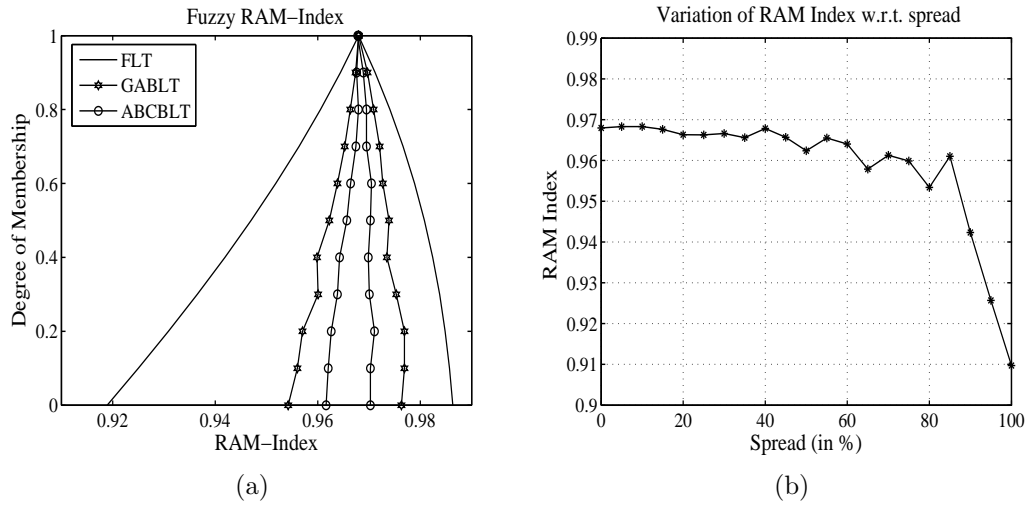 Fuzzy RAM−Index
1
0.8
0.6
0.4
0.2
0
Degree of Membership
FLT
GABLT
ABCBLT
0.92
0.94
0.96
0.98
RAM−Index
(a)
Variation of RAM Index w.r.t. spread
0.99
0.98
0.97
0.96
0.95
0.94
0.93
0.92
0.91
0.9
RAM Index
0
20
40
60
80
100
Spread (in %)
(b)